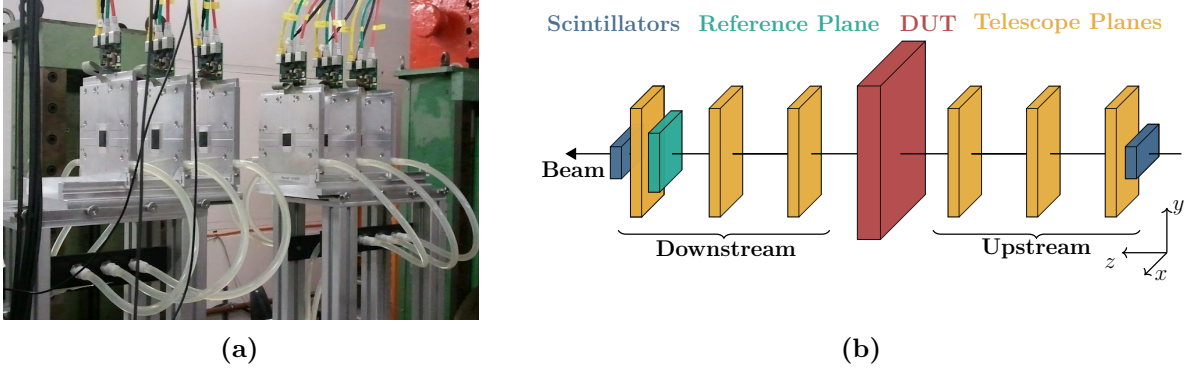 Scintillators Reference Plane DUT Telescope Planes
Beam
y
Downstream
Upstream
z
x
(a)
(b)